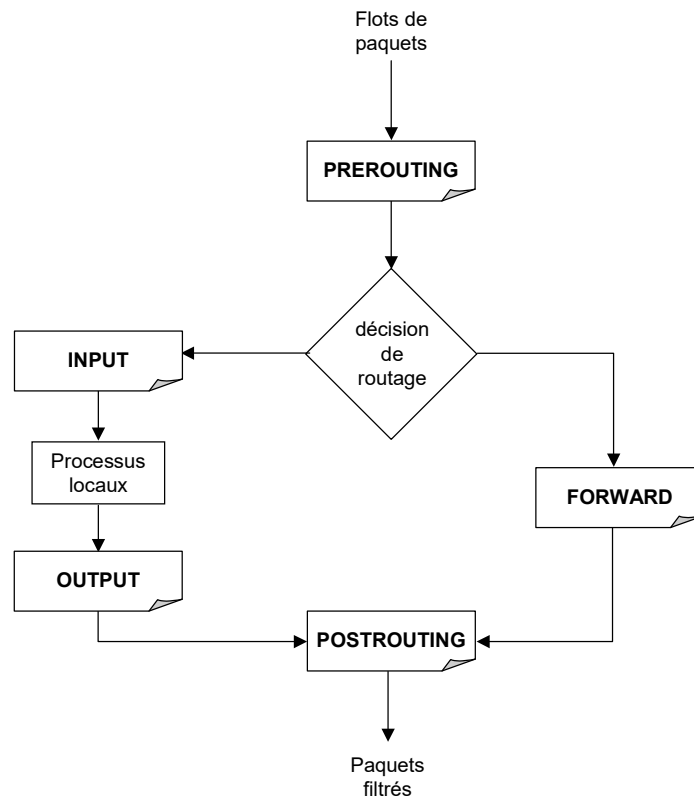 Flots de
paquets
PREROUTING
décision
de
routage
INPUT
Processus
locaux
FORWARD
OUTPUT
POSTROUTING
Paquets
filtrés